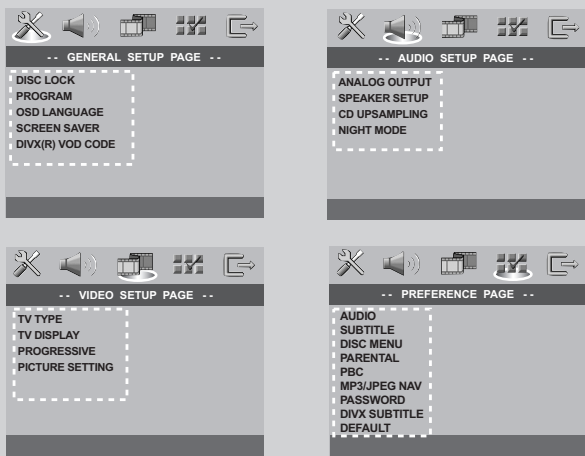 -- GENERAL SETUP PAGE --
DISC LOCK
PROGRAM
OSD LANGUAGE
SCREEN SAVER
DIVX(R) VOD CODE
-- AUDIO SETUP PAGE --
ANALOG OUTPUT
SPEAKER SETUP
CD UPSAMPLING
NIGHT MODE
-- VIDEO SETUP PAGE --
TV TYPE
TV DISPLAY
PROGRESSIVE
PICTURE SETTING
-- PREFERENCE PAGE --
AUDIO
SUBTITLE
DISC MENU
PARENTAL
PBC
MP3/JPEG NAV
PASSWORD
DIVX SUBTITLE
DEFAULT